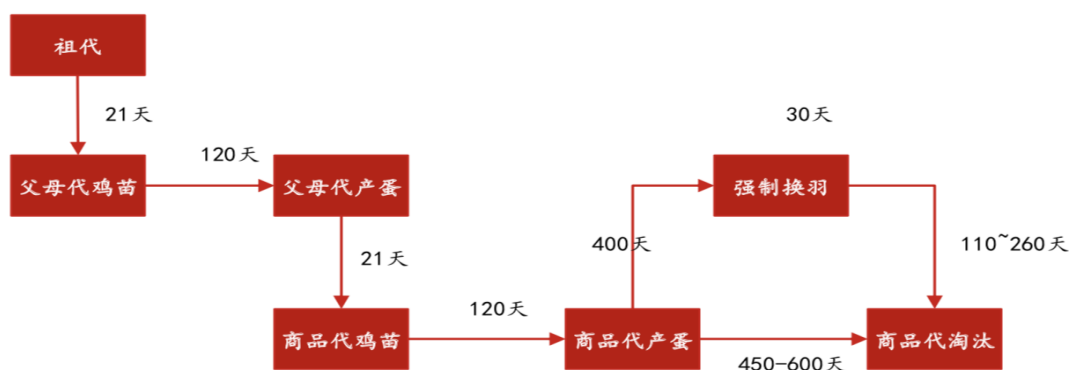 祖代
21天
30天
父母代鸡苗
120天
父母代产蛋
强制换羽
21天
400天
110~260天
商品代鸡苗
120天
商品代产蛋
商品代淘汰
450-600天